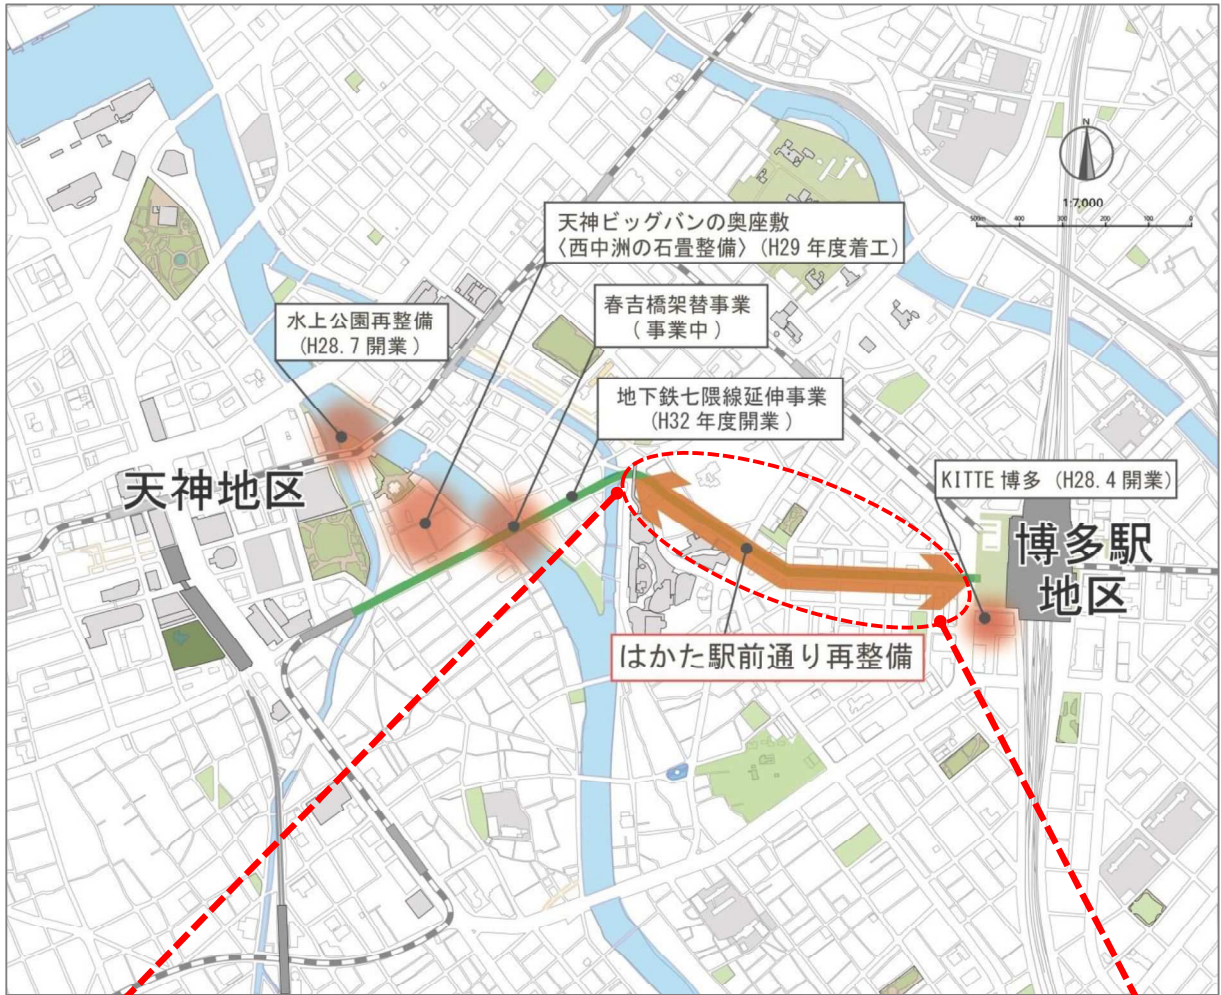 N
1:7,000
500m 400 300 200 100 0
天神ビッグバンの奥座敷
〈西中洲の石畳整備〉(H29 年度着工)
春吉橋架替事業
( 事業中 )
水上公園再整備
(H28.7 開業 )
地下鉄七隈線延伸事業
(H32 年度開業 )
KITTE 博多 (H28.4 開業)
天神地区
博多駅
地区
はかた駅前通り再整備